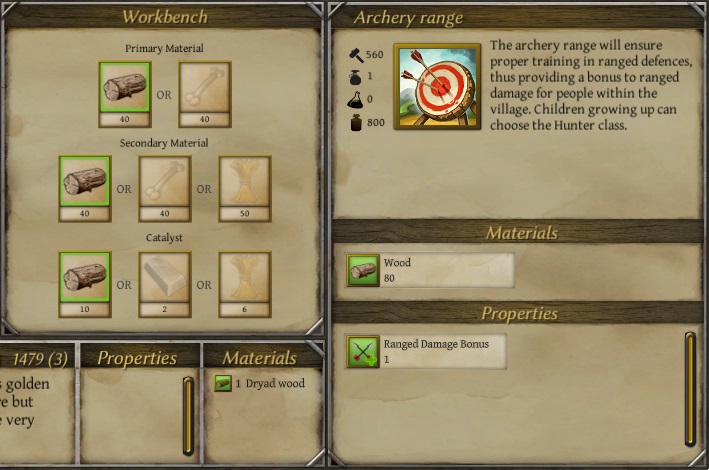 Workbench
Primary Material
OR
40
40
Secondary Material
OR
OR
40
40
50
Catalyst
OR
OR
10
2
6
1479 (3)
s golden
re but
e very
Properties
Materials
1 Dryad wood
Archery range
560
1
0
800
The archery range will ensure
proper training in ranged defences,
thus providing a bonus to ranged
damage for people within the
village. Children growing up can
choose the Hunter class.
Materials
Wood
80
Properties
Ranged Damage Bonus
1